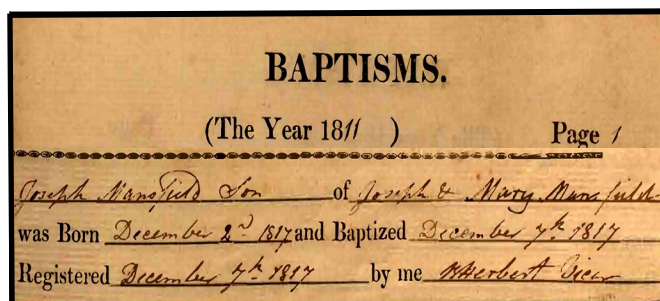 BAPTISMS.
(The Year 1811 ) Page 1
Joseph Mansfield Son of Joseph & Mary Mansfield
was Born December 2d 1817 and Baptized December 7th 1817
Registered December 7th 1817 by me Herbert Vicar